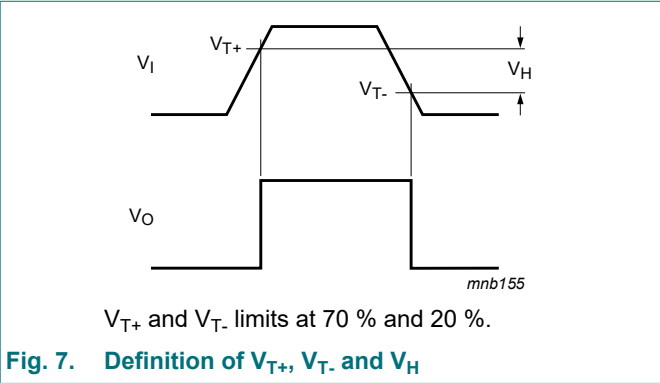 VT+
VI
VH
VT-
VO
mnb155
VT+ and VT- limits at 70 % and 20 %.
Fig. 7. Definition of VT+, VT- and VH